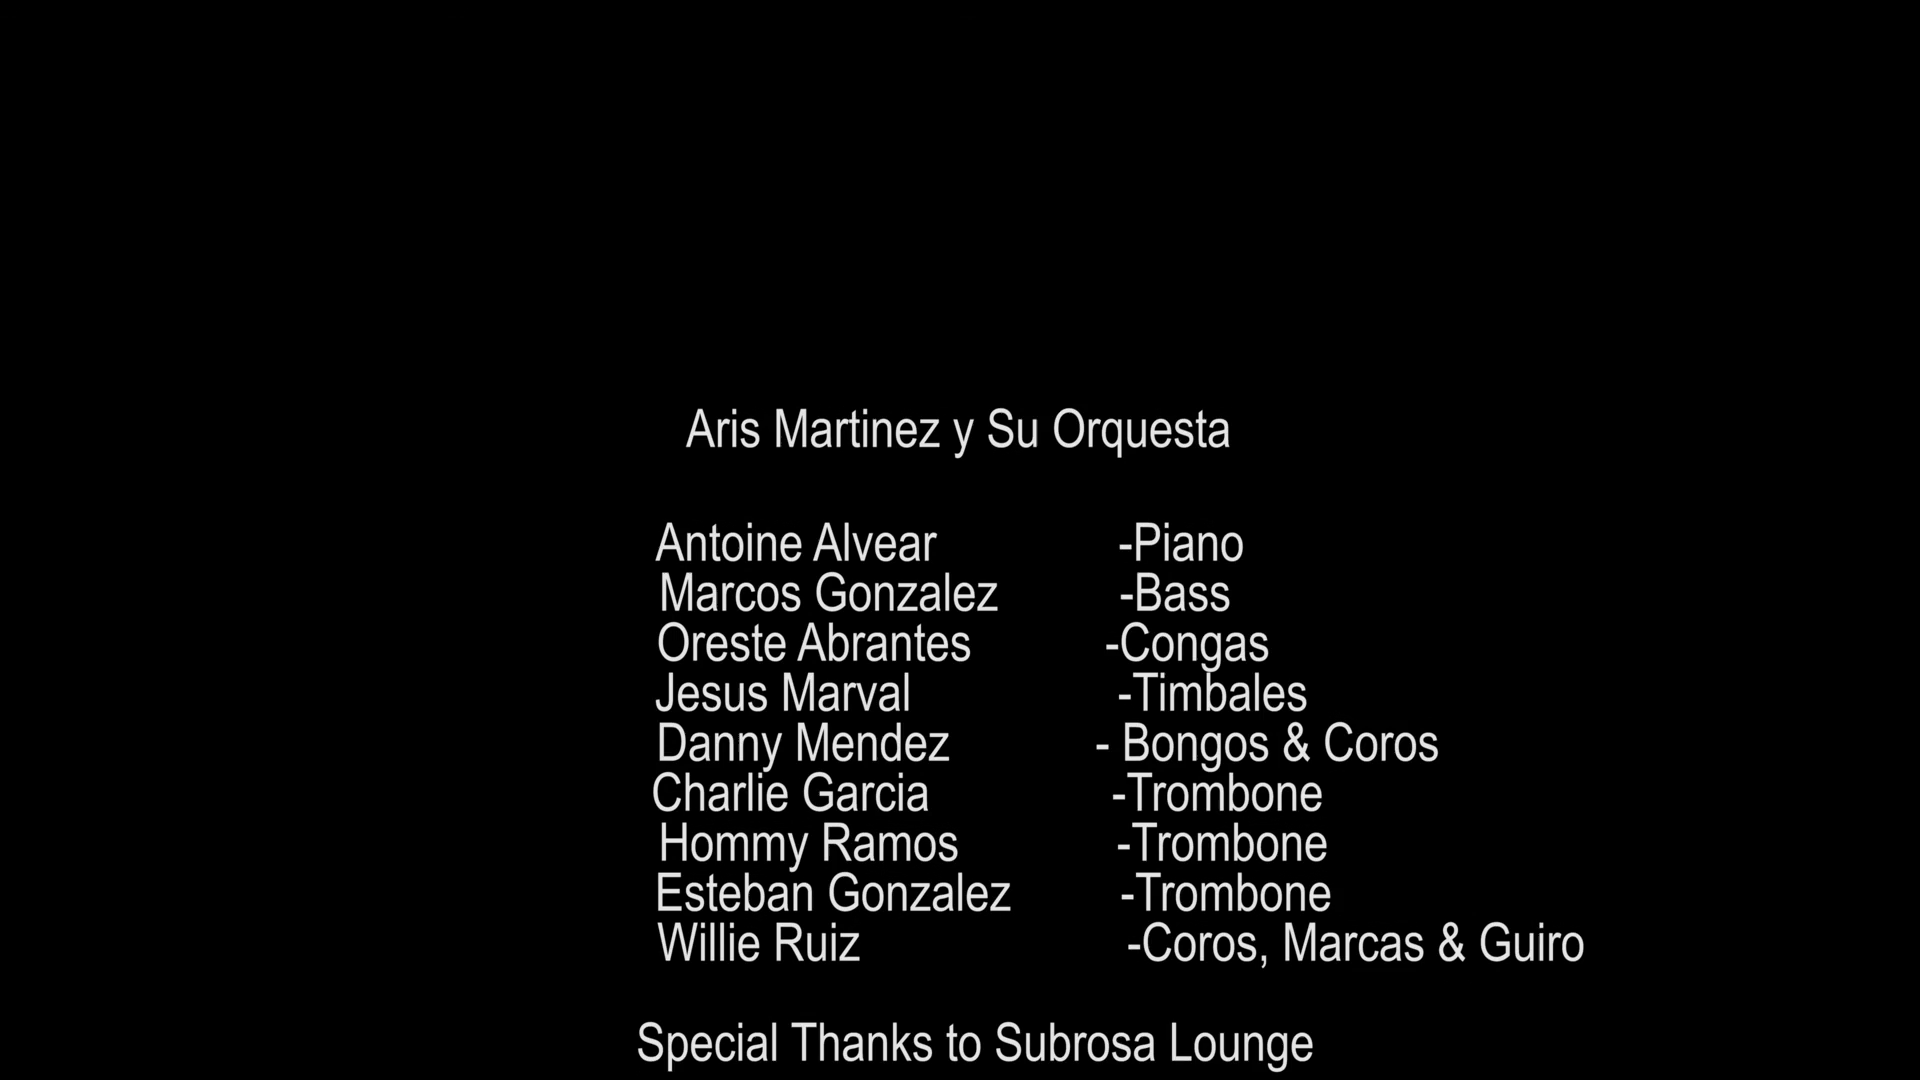 Aris Martinez y Su Orquesta
Antoine Alvear -Piano
Marcos Gonzalez -Bass
Oreste Abrantes -Congas
Jesus Marval -Timbales
Danny Mendez - Bongos & Coros
Charlie Garcia -Trombone
Hommy Ramos -Trombone
Esteban Gonzalez -Trombone
Willie Ruiz -Coros, Marcas & Guiro
Special Thanks to Subrosa Lounge